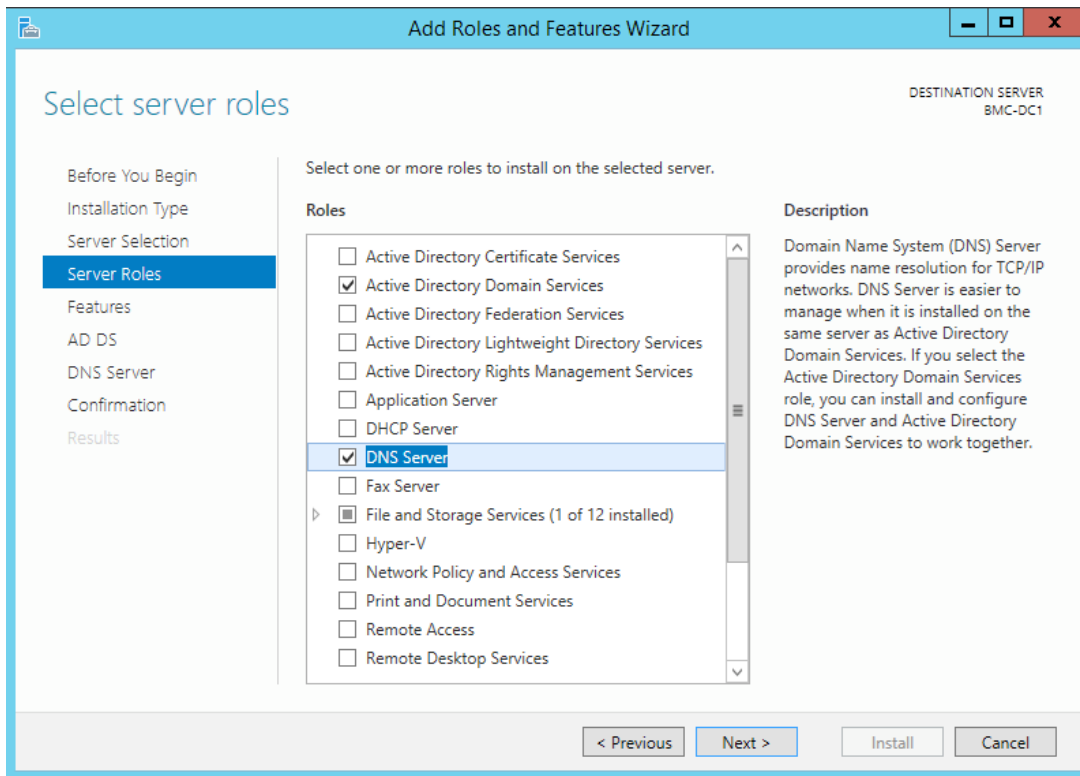 Add Roles and Features Wizard
Select server roles
DESTINATION SERVER
BMC-DC1
Before You Begin
Installation Type
Server Selection
Server Roles
Features
AD DS
DNS Server
Confirmation
Results
Select one or more roles to install on the selected server.
Roles
Active Directory Certificate Services
Active Directory Domain Services
Active Directory Federation Services
Active Directory Lightweight Directory Services
Active Directory Rights Management Services
Application Server
DHCP Server
DNS Server
Fax Server
File and Storage Services (1 of 12 installed)
Hyper-V
Network Policy and Access Services
Print and Document Services
Remote Access
Remote Desktop Services
Description
Domain Name System (DNS) Server
provides name resolution for TCP/IP
networks. DNS Server is easier to
manage when it is installed on the
same server as Active Directory
Domain Services. If you select the
Active Directory Domain Services
role, you can install and configure
DNS Server and Active Directory
Domain Services to work together.
< Previous
Next >
Install
Cancel